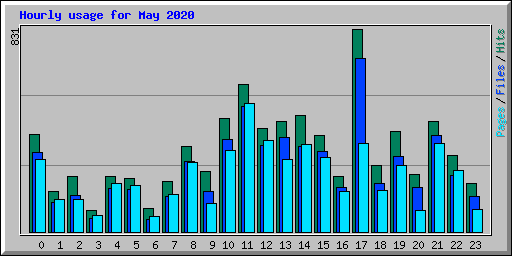 Hourly usage for May 2020
831
Pages/Files/Hits
0 1 2 3 4 5 6 7 8 9 10 11 12 13 14 15 16 17 18 19 20 21 22 23